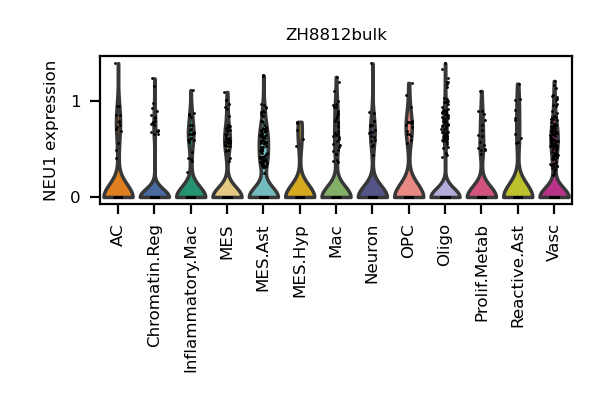 ZH8812bulk
NEU1 expression
1
0
AC
Chromatin.Reg
Inflammatory.Mac
MES
MES.Ast
MES.Hyp
Mac
Neuron
OPC
Oligo
Prolif.Metab
Reactive.Ast
Vasc